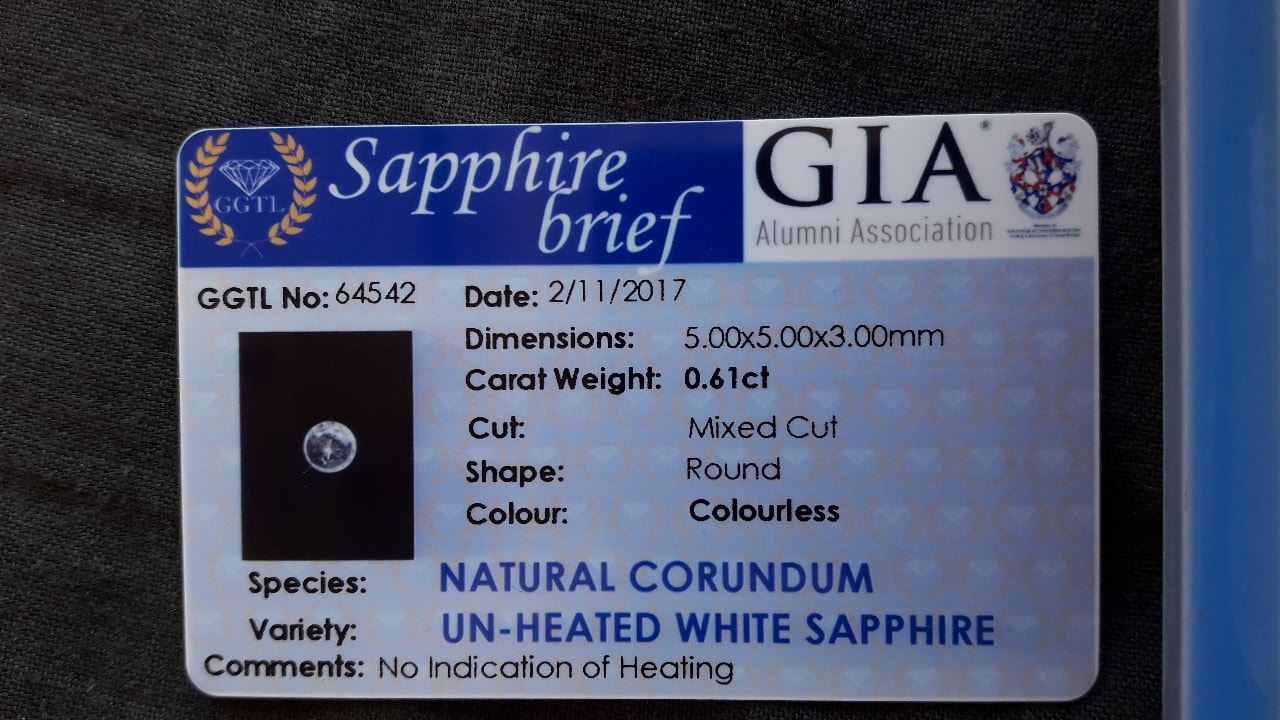 GGTL
Sapphire
brief
GIA®
Alumni Association
GGTL No: 64542
Date: 2/11/2017
Dimensions: 5.00x5.00x3.00mm
Carat Weight: 0.61ct
Cut: Mixed Cut
Shape: Round
Colour: Colourless
Species: NATURAL CORUNDUM
Variety: UN-HEATED WHITE SAPPHIRE
Comments: No Indication of Heating